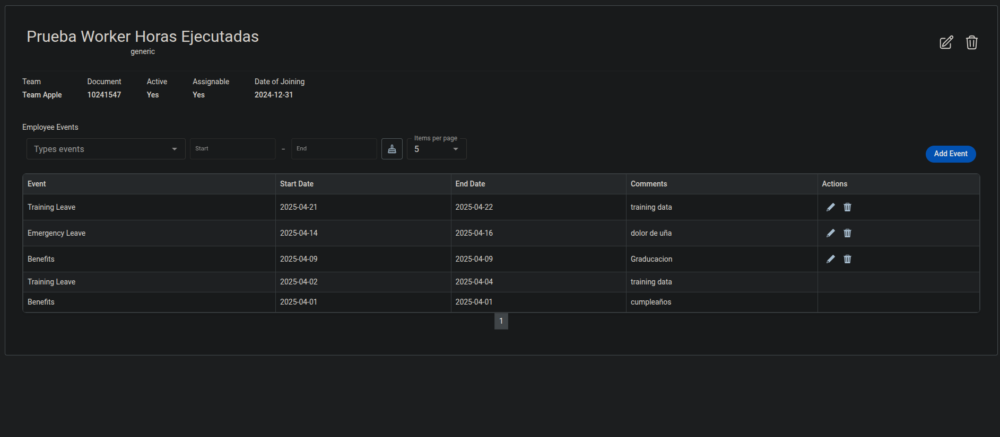 Prueba Worker Horas Ejecutadas
generic
Team Document Active Assignable Date of Joining
Team Apple 10241547 Yes Yes 2024-12-31
Employee Events
Items per page
Types events Start – End 5
Add Event
Event Start Date End Date Comments Actions
Training Leave 2025-04-21 2025-04-22 training data
Emergency Leave 2025-04-14 2025-04-16 dolor de uña
Benefits 2025-04-09 2025-04-09 Graducacion
Training Leave 2025-04-02 2025-04-04 training data
Benefits 2025-04-01 2025-04-01 cumpleaños
1